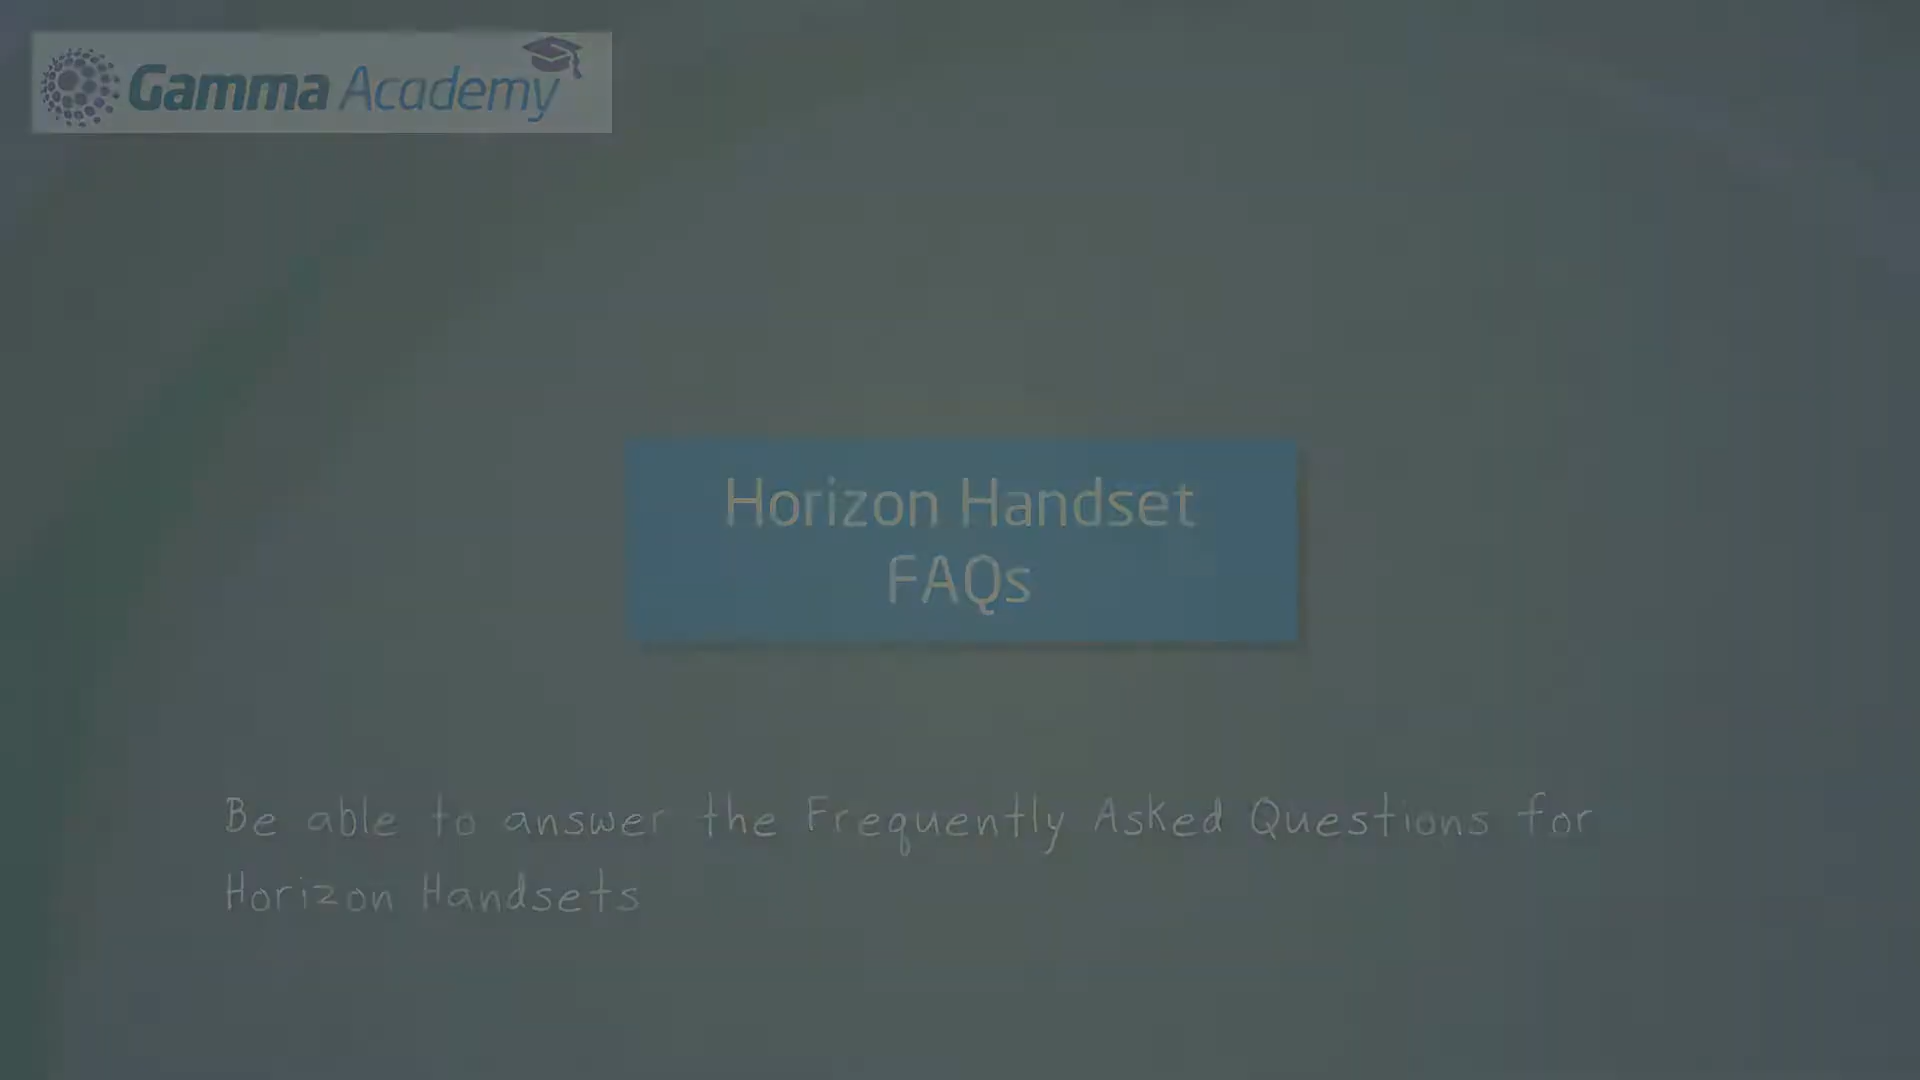 Gamma Academy
Horizon Handset
FAQs
Be able to answer the Frequently Asked Questions for
Horizon Handsets